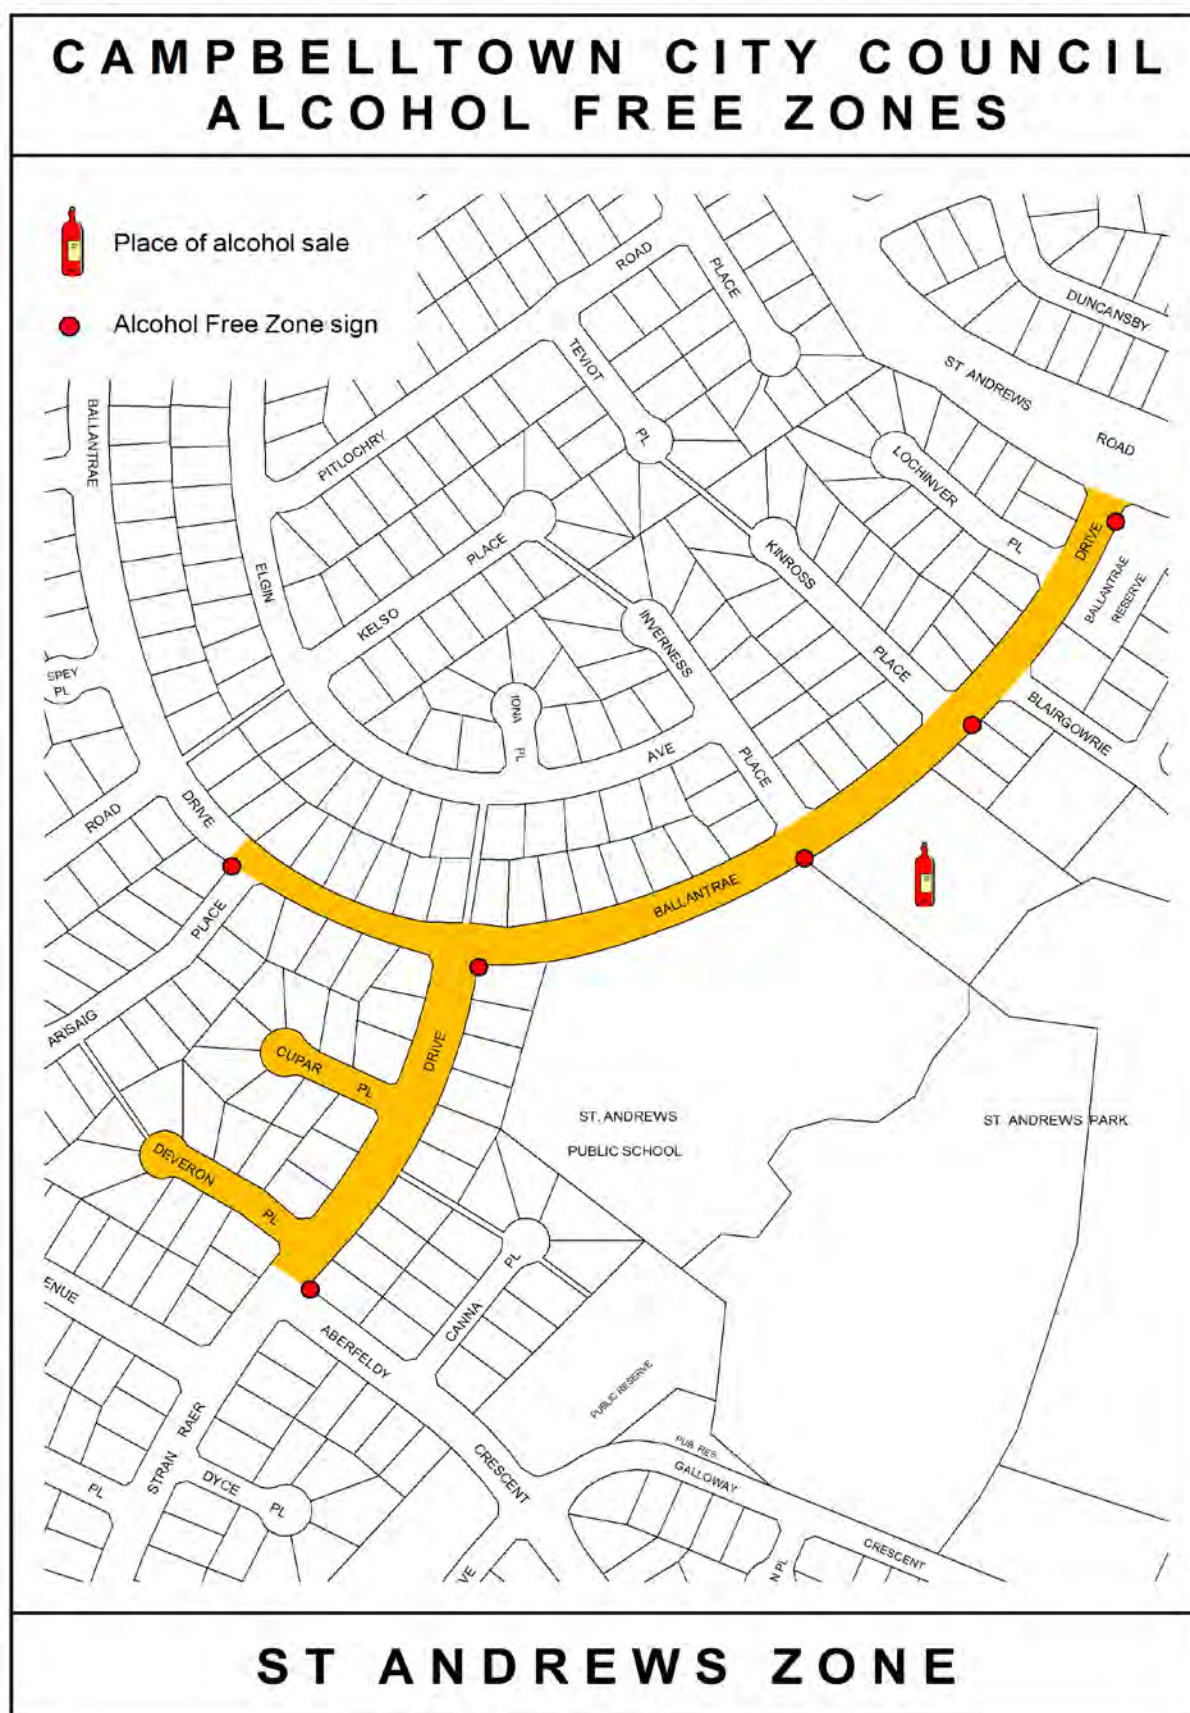 CAMPBELLTOWN CITY COUNCIL
ALCOHOL FREE ZONES
Place of alcohol sale
Alcohol Free Zone sign
ROAD
PLACE
DUNCANSBY
ST ANDREWS
ROAD
TEVIOT
PL
BALLANTRAE
PITLOCHRY
LOCHINVER
PL
DRIVE
KELSO
PLACE
KINROSS
PLACE
BALLANTRAE
RESERVE
ELGIN
INVERNESS
PLACE
SPEY
PL
IONA
PL
AVE
BLAIRGOWRIE
ROAD
DRIVE
BALLANTRAE
ARISAIG
PLACE
CUPAR
PL
DRIVE
DEVERON
PL
ST. ANDREWS
PUBLIC SCHOOL
ST ANDREWS PARK
ENUE
ABERFELDY
CANNA
PL
PUBLIC RESERVE
STRAN
RAER
CRESCENT
PUB. RES.
GALLOWAY
PL
DYCE
PL
CRESCENT
VE
N PL
ST ANDREWS ZONE